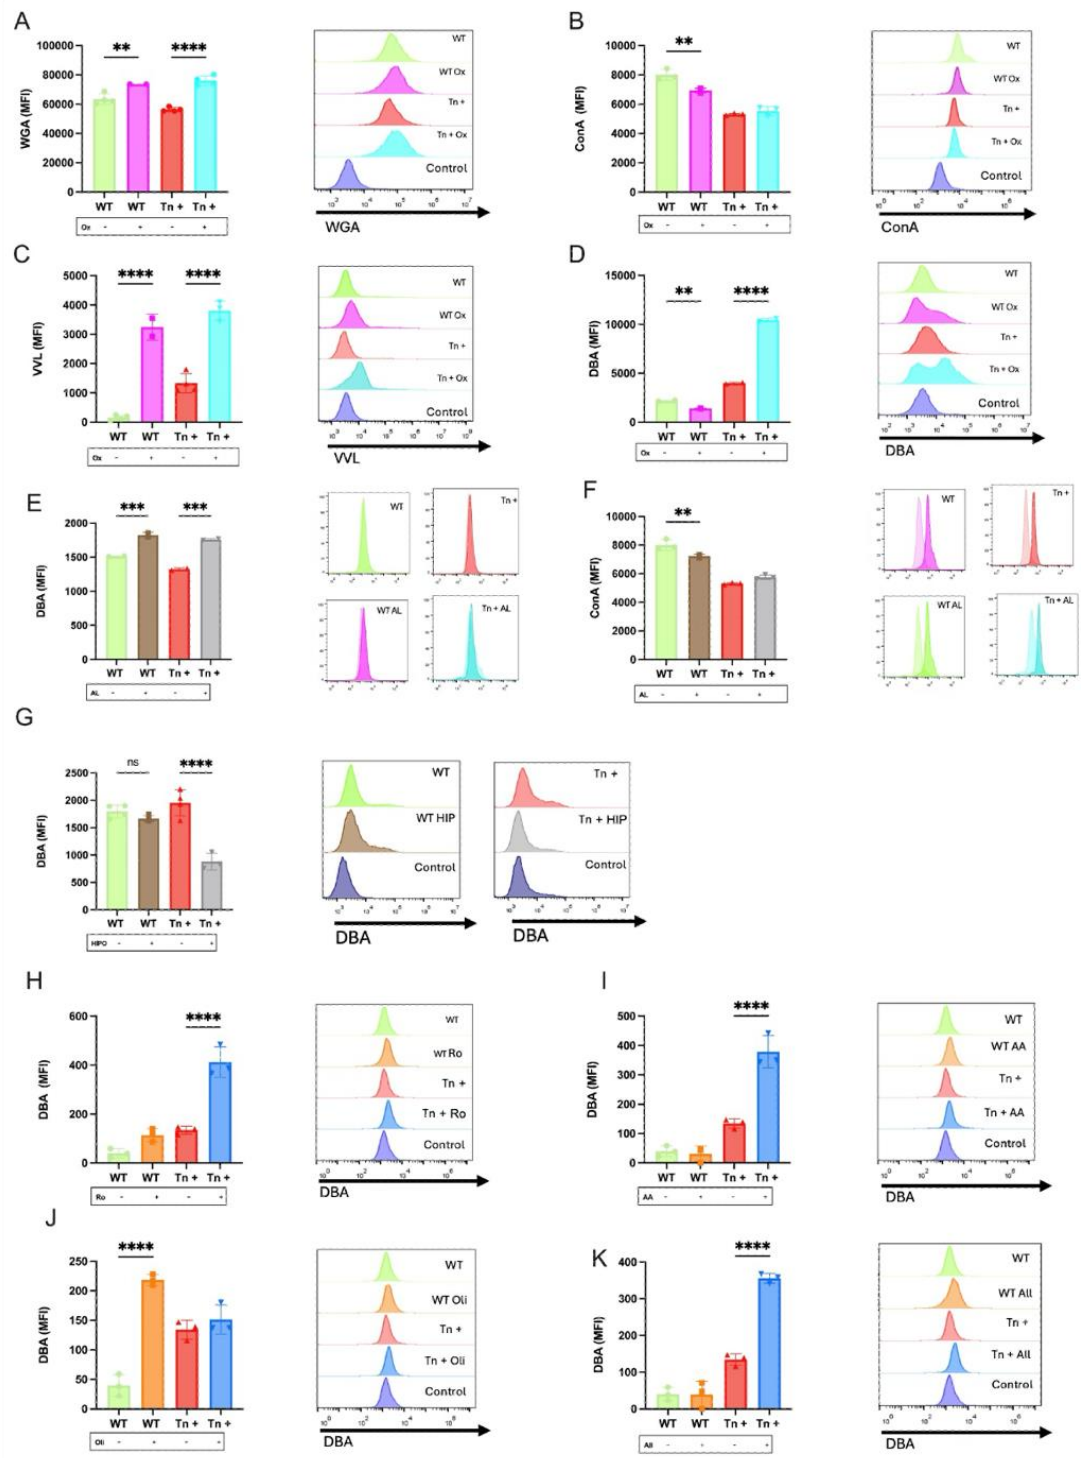 A
WGA (MFI)
100000
80000
60000
40000
20000
0
** ****
WT WT Tn + Tn +
Ox - + - +
WT
WT Ox
Tn +
Tn + Ox
Control
WGA
B
ConA (MFI)
10000
8000
6000
4000
2000
0
**
WT WT Tn + Tn +
Ox - + - +
WT
WT Ox
Tn +
Tn + Ox
Control
ConA
C
VVL (MFI)
5000
4000
3000
2000
1000
0
**** ****
WT WT Tn + Tn +
Ox - + - +
WT
WT Ox
Tn +
Tn + Ox
Control
VVL
D
DBA (MFI)
15000
10000
5000
0
** ****
WT WT Tn + Tn +
Ox - + - +
WT
WT Ox
Tn +
Tn + Ox
Control
DBA
E
DBA (MFI)
2000
1500
1000
500
0
*** ***
WT WT Tn + Tn +
AL - + - +
WT
Tn +
WT AL
Tn + AL
F
ConA (MFI)
10000
8000
6000
4000
2000
0
**
WT WT Tn + Tn +
AL - + - +
WT
Tn +
WT AL
Tn + AL
G
DBA (MFI)
2500
2000
1500
1000
500
0
ns ****
WT WT Tn + Tn +
HIPO - + - +
WT
WT HIP
Control
DBA
Tn +
Tn + HIP
Control
DBA
H
DBA (MFI)
600
400
200
0
****
WT WT Tn + Tn +
Ro - + - +
WT
WT Ro
Tn +
Tn + Ro
Control
DBA
I
DBA (MFI)
500
400
300
200
100
0
****
WT WT Tn + Tn +
AA - + - +
WT
WT AA
Tn +
Tn + AA
Control
DBA
J
DBA (MFI)
250
200
150
100
50
0
****
WT WT Tn + Tn +
Oli - + - +
WT
WT Oli
Tn +
Tn + Oli
Control
DBA
K
DBA (MFI)
400
300
200
100
0
****
WT WT Tn + Tn +
All - + - +
WT
WT All
Tn +
Tn + All
Control
DBA